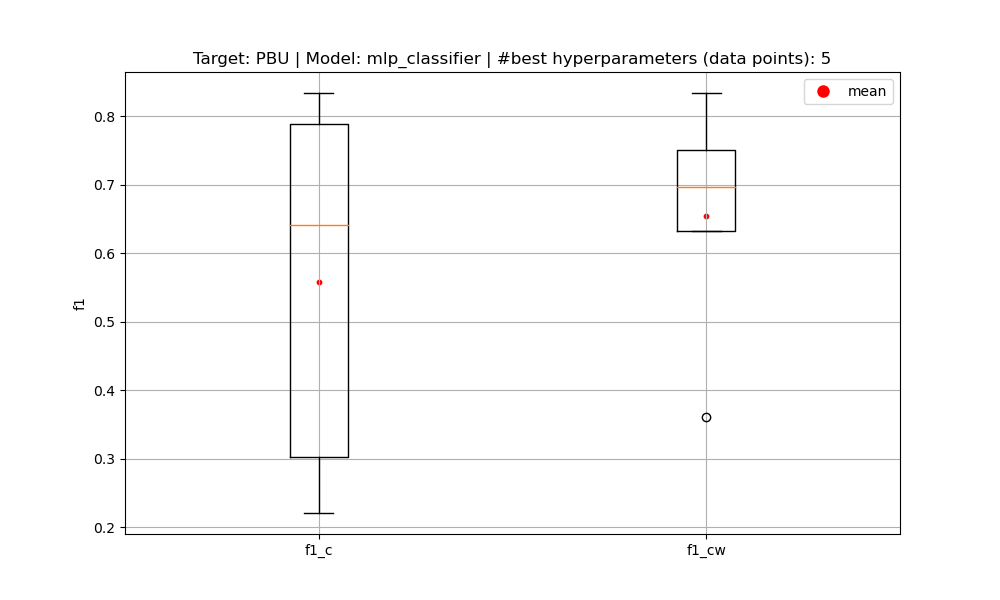 Target: PBU | Model: mlp_classifier | #best hyperparameters (data points): 5
mean
0.8
0.7
0.6
0.5
0.4
0.3
0.2
f1
f1_c
f1_cw